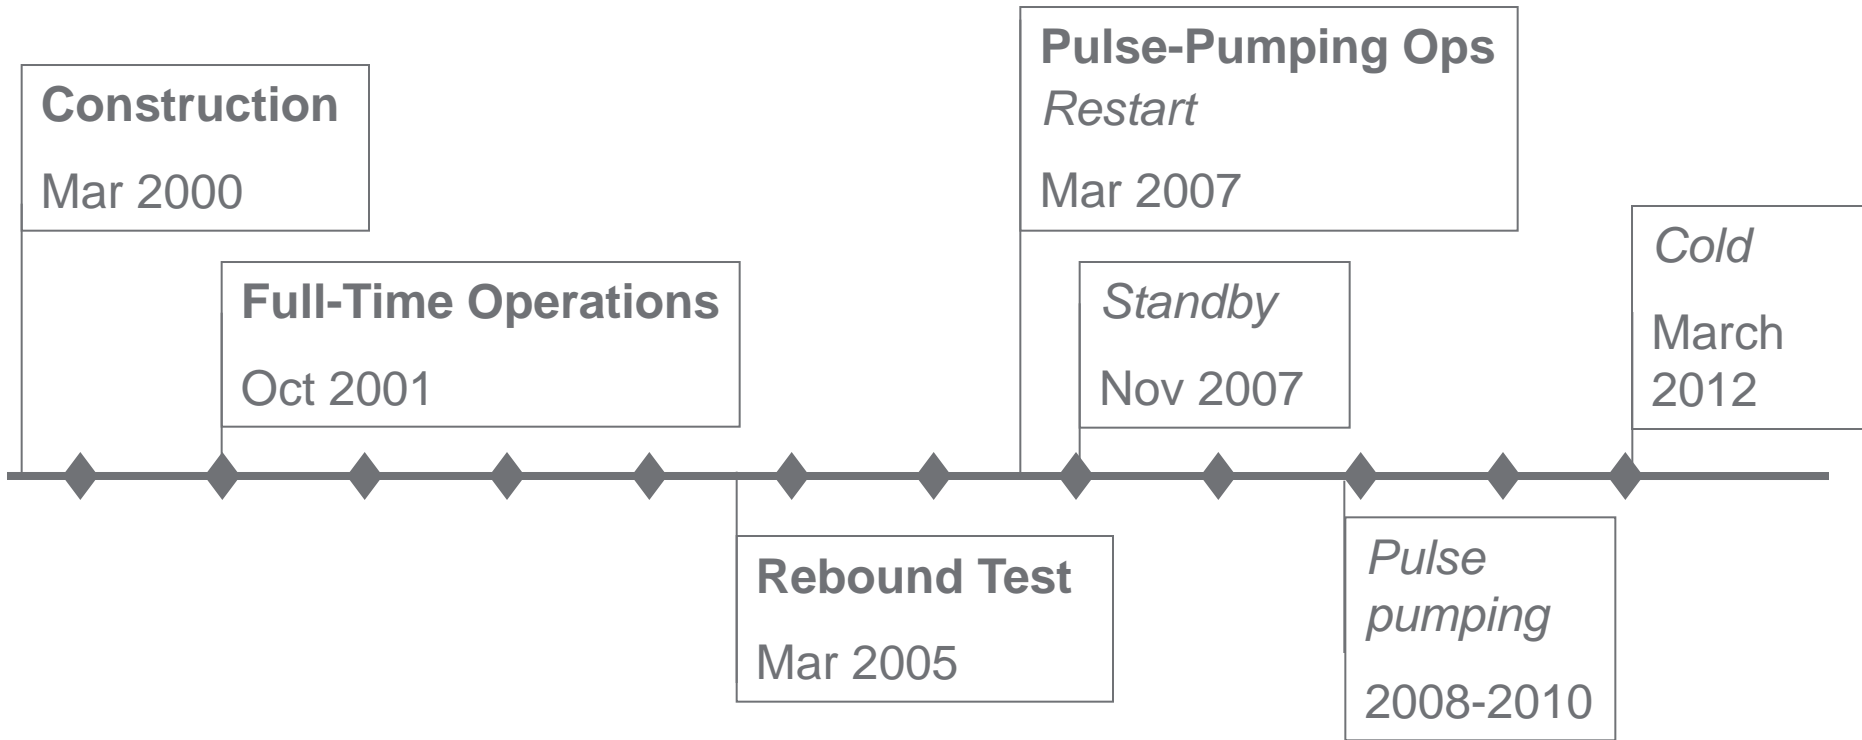 Construction
Mar 2000
Full-Time Operations
Oct 2001
Rebound Test
Mar 2005
Pulse-Pumping Ops
Restart
Mar 2007
Standby
Nov 2007
Pulse
pumping
2008-2010
Cold
March
2012